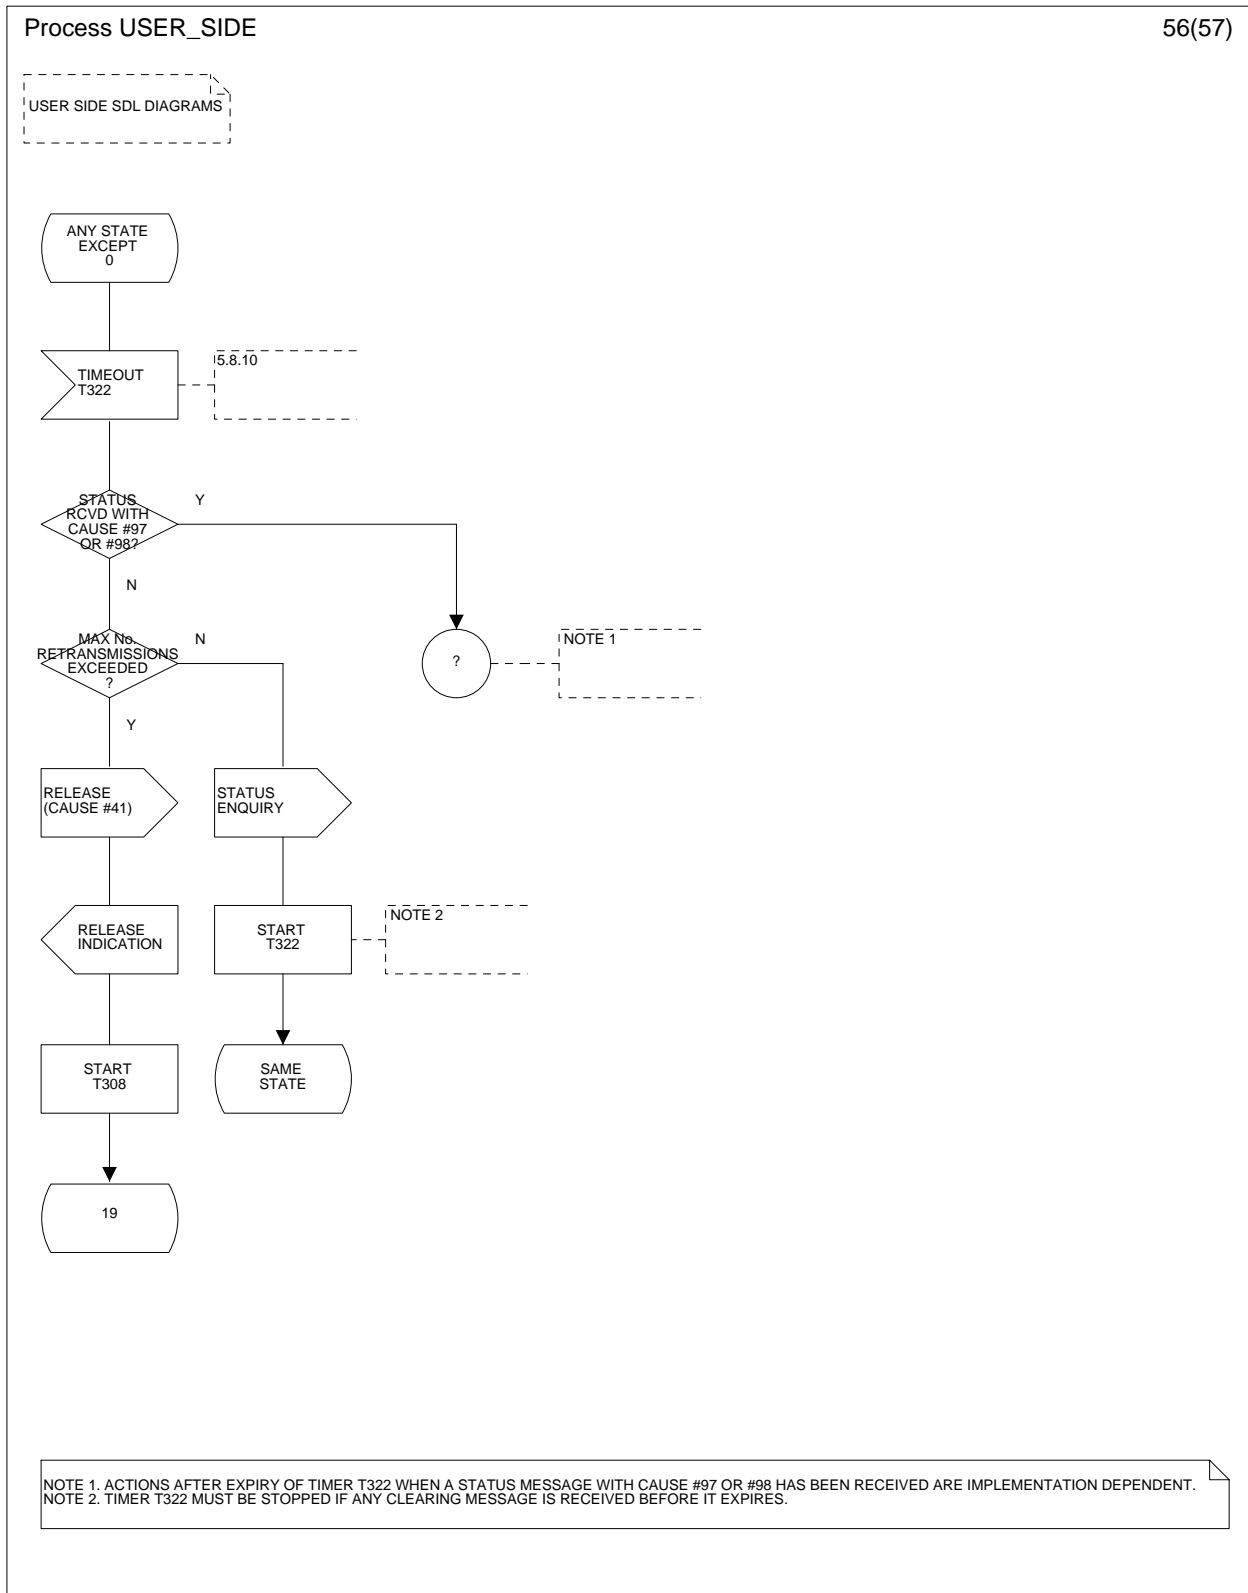 Process USER_SIDE
56(57)
USER SIDE SDL DIAGRAMS
ANY STATE
EXCEPT
0
TIMEOUT
T322
5.8.10
STATUS
RCVD WITH
CAUSE #97
OR #98?
Y
N
MAX No.
RETRANSMISSIONS
EXCEEDED
?
N
Y
?
NOTE 1
RELEASE
(CAUSE #41)
STATUS
ENQUIRY
RELEASE
INDICATION
START
T322
NOTE 2
START
T308
SAME
STATE
19
NOTE 1. ACTIONS AFTER EXPIRY OF TIMER T322 WHEN A STATUS MESSAGE WITH CAUSE #97 OR #98 HAS BEEN RECEIVED ARE IMPLEMENTATION DEPENDENT.
NOTE 2. TIMER T322 MUST BE STOPPED IF ANY CLEARING MESSAGE IS RECEIVED BEFORE IT EXPIRES.